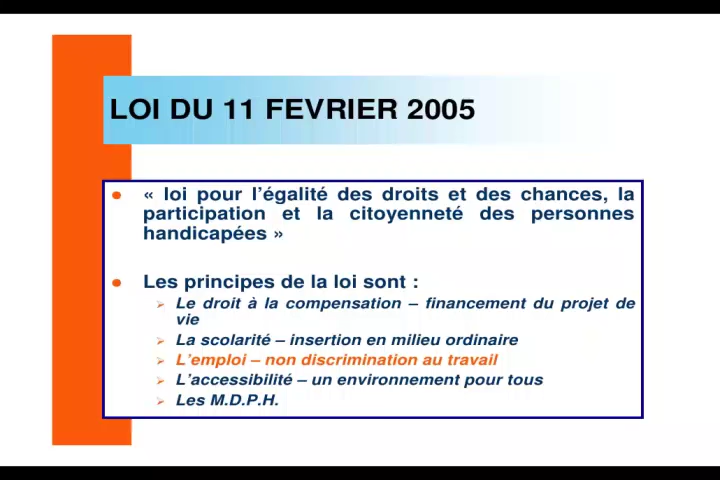 LOI DU 11 FEVRIER 2005
« loi pour l'égalité des droits et des chances, la
participation et la citoyenneté des personnes
handicapées »
Les principes de la loi sont :
Le droit à la compensation – financement du projet de
vie
La scolarité – insertion en milieu ordinaire
L'emploi – non discrimination au travail
L'accessibilité – un environnement pour tous
Les M.D.P.H.